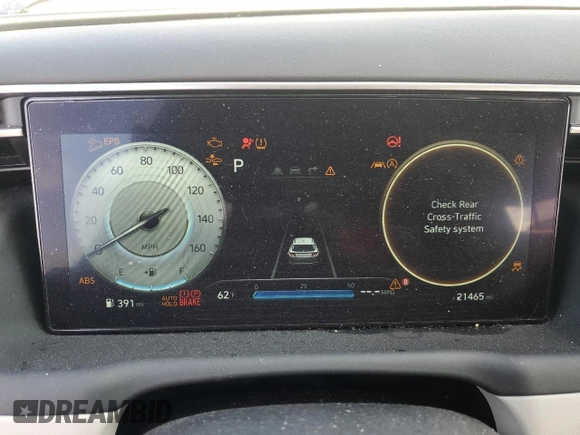 EPB
80
60
100
40
120
20
140
0
160
MPH
ABS
E
F
391 mi
AUTO
HOLD
BRAKE
P
62°F
0 25 50
--.- MPG
8
Check Rear
Cross-Traffic
Safety system
21465 mi
DREAMBID